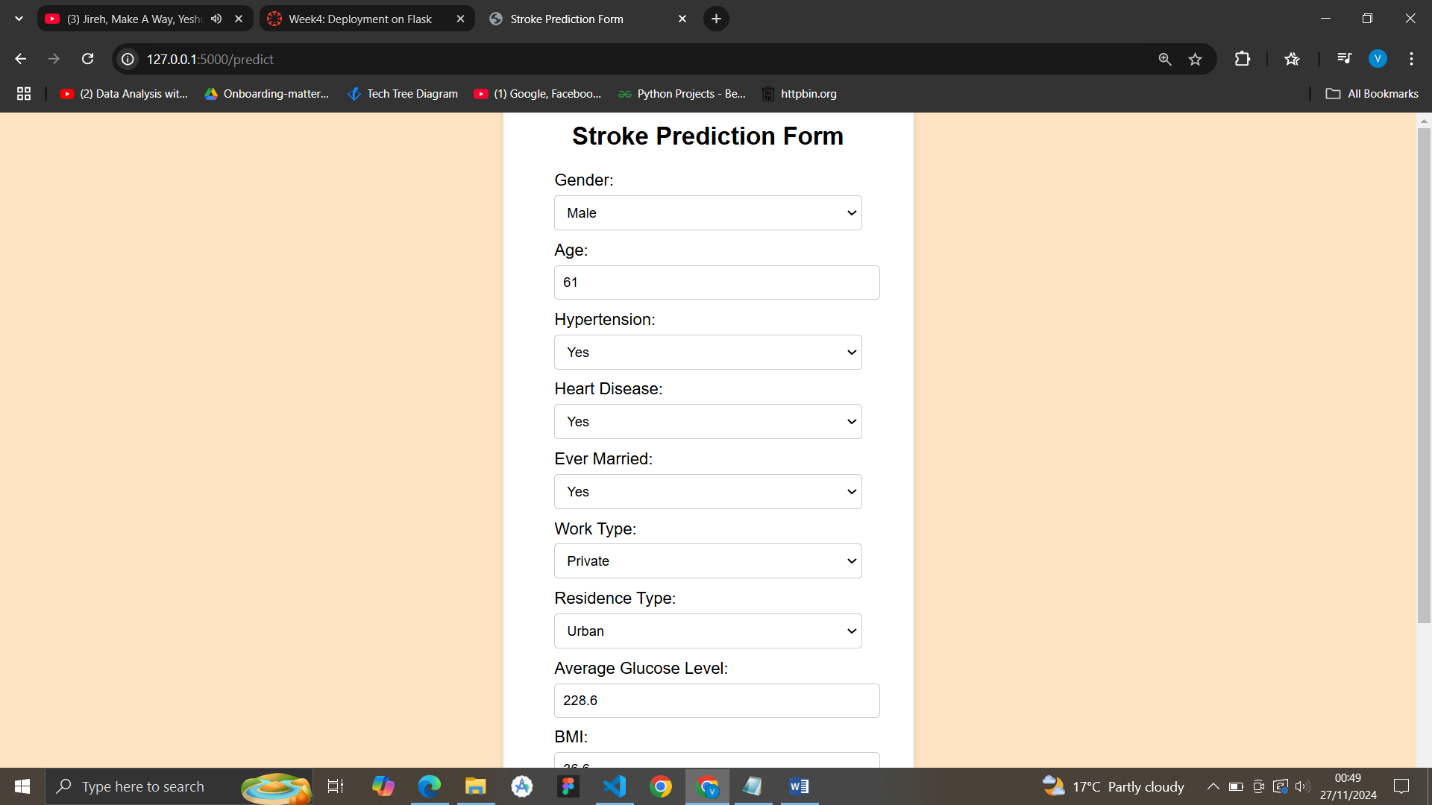 (3) Jireh, Make A Way, Yeshu
Week4: Deployment on Flask
Stroke Prediction Form
127.0.0.1:5000/predict
V
(2) Data Analysis wit...
Onboarding-matter...
Tech Tree Diagram
(1) Google, Faceboo...
Python Projects - Be...
httpbin.org
All Bookmarks
Stroke Prediction Form
Gender:
Male
Age:
61
Hypertension:
Yes
Heart Disease:
Yes
Ever Married:
Yes
Work Type:
Private
Residence Type:
Urban
Average Glucose Level:
228.6
BMI:
36.6
Type here to search
17°C Partly cloudy
00:49
27/11/2024